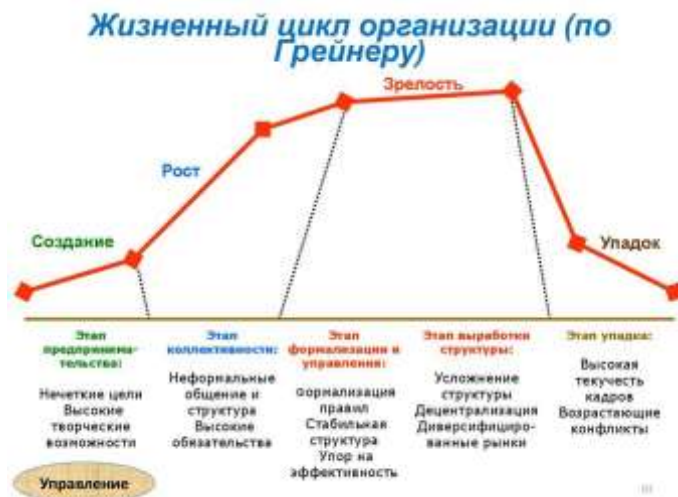 Жизненный цикл организации (по
Грейнеру)
Зрелость
Рост
Создание
Упадок
Этап
предпринима-
тельства:
Нечеткие цели
Высокие
творческие
возможности
Этап
коллективности:
Неформальные
общение и
структура
Высокие
обязательства
Этап
формализации и
управления:
Формализация
правил
Стабильная
структура
Упор на
эффективность
Этап выработки
структуры:
Усложнение
структуры
Децентрализация
Диверсифициро-
ванные рынки
Этап упадка:
Высокая
текучесть
кадров
Возрастающие
конфликты
Управление